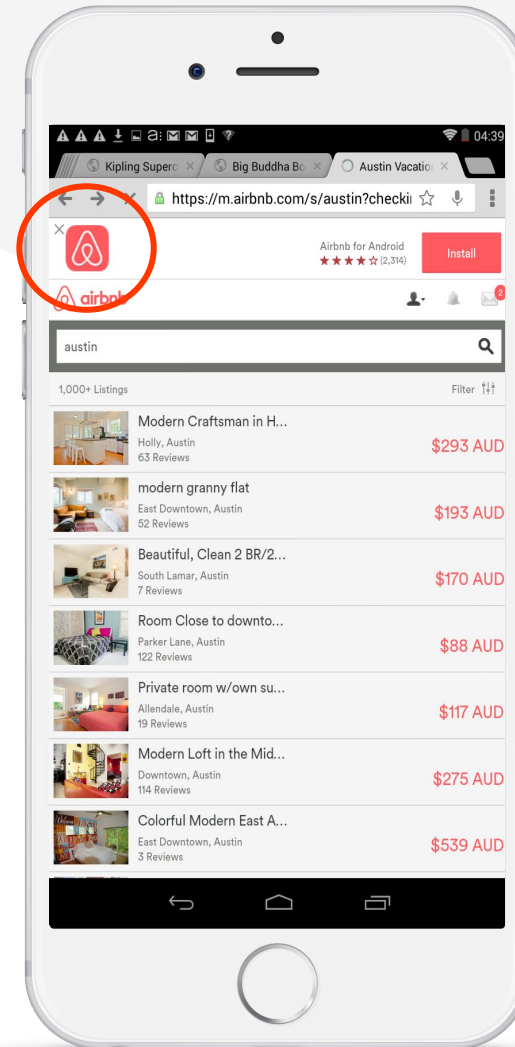 04:39
Kipling Superc
Big Buddha Bo
Austin Vacatio
https://m.airbnb.com/s/austin?checki
Airbnb for Android
(2,314)
Install
airbnb
2
austin
1,000+ Listings
Filter
Modern Craftsman in H...
Holly, Austin
63 Reviews
$293 AUD
modern granny flat
East Downtown, Austin
52 Reviews
$193 AUD
Beautiful, Clean 2 BR/2...
South Lamar, Austin
7 Reviews
$170 AUD
Room Close to downto...
Parker Lane, Austin
122 Reviews
$88 AUD
Private room w/own su...
Allendale, Austin
19 Reviews
$117 AUD
Modern Loft in the Mid...
Downtown, Austin
114 Reviews
$275 AUD
Colorful Modern East A...
East Downtown, Austin
3 Reviews
$539 AUD